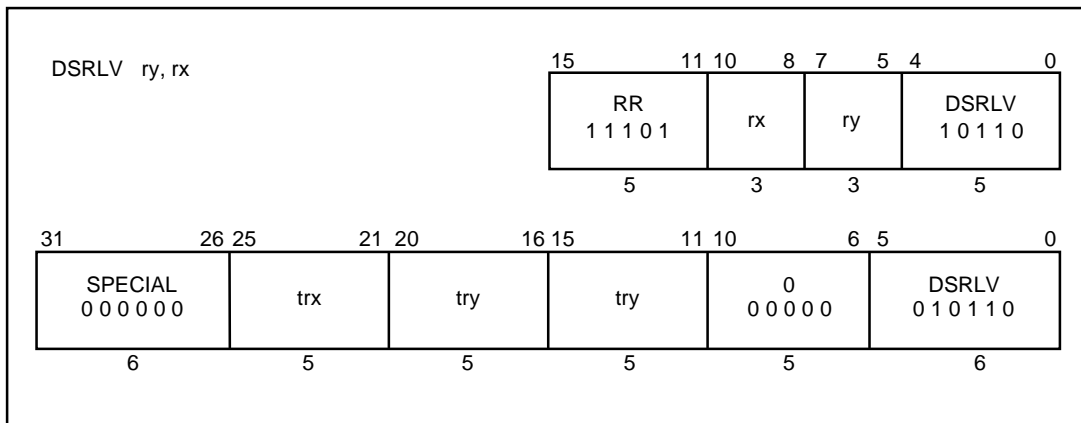 DSRLV ry, rx
15 11 10 8 7 5 4 0
RR rx ry DSRLV
1 1 1 0 1 1 0 1 1 0
5 3 3 5
31 26 25 21 20 16 15 11 10 6 5 0
SPECIAL trx try try 0 DSRLV
0 0 0 0 0 0 0 0 0 0 0 0 1 0 1 1 0
6 5 5 5 5 6